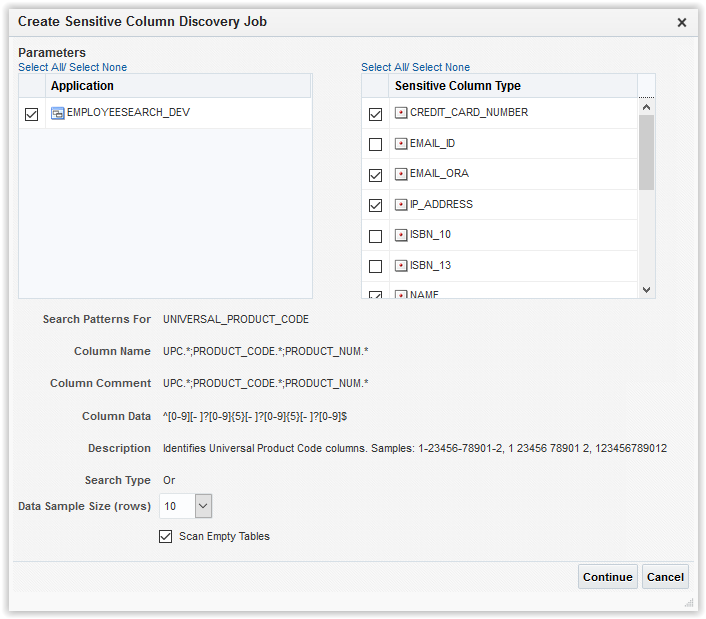 Create Sensitive Column Discovery Job
Parameters
Select All/ Select None
Application
EMPLOYEESEARCH_DEV
Select All/ Select None
Sensitive Column Type
CREDIT_CARD_NUMBER
EMAIL_ID
EMAIL_ORA
IP_ADDRESS
ISBN_10
ISBN_13
NAME
Search Patterns For UNIVERSAL_PRODUCT_CODE
Column Name UPC.*;PRODUCT_CODE.*;PRODUCT_NUM.*
Column Comment UPC.*;PRODUCT_CODE.*;PRODUCT_NUM.*
Column Data ^[0-9][- ]?[0-9]{5}[- ]?[0-9]{5}[- ]?[0-9]$
Description Identifies Universal Product Code columns. Samples: 1-23456-78901-2, 1 23456 78901 2, 123456789012
Search Type Or
Data Sample Size (rows) 10
Scan Empty Tables
Continue Cancel